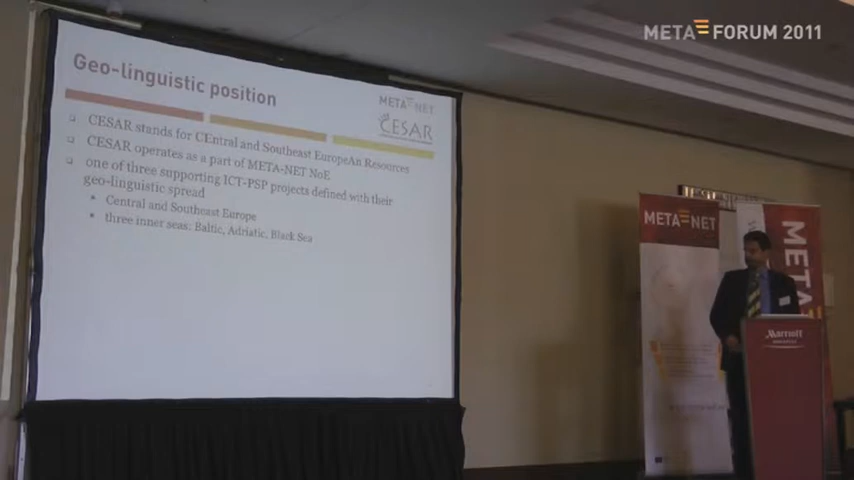 META FORUM 2011
Geo-linguistic position
META NET
CESAR
CESAR stands for CEntral and Southeast EuropeAn Resources
CESAR operates as a part of META-NET NoE
one of three supporting ICT-PSP projects defined with their
geo-linguistic spread
Central and Southeast Europe
three inner seas: Baltic, Adriatic, Black Sea
META NET
META
Marriott